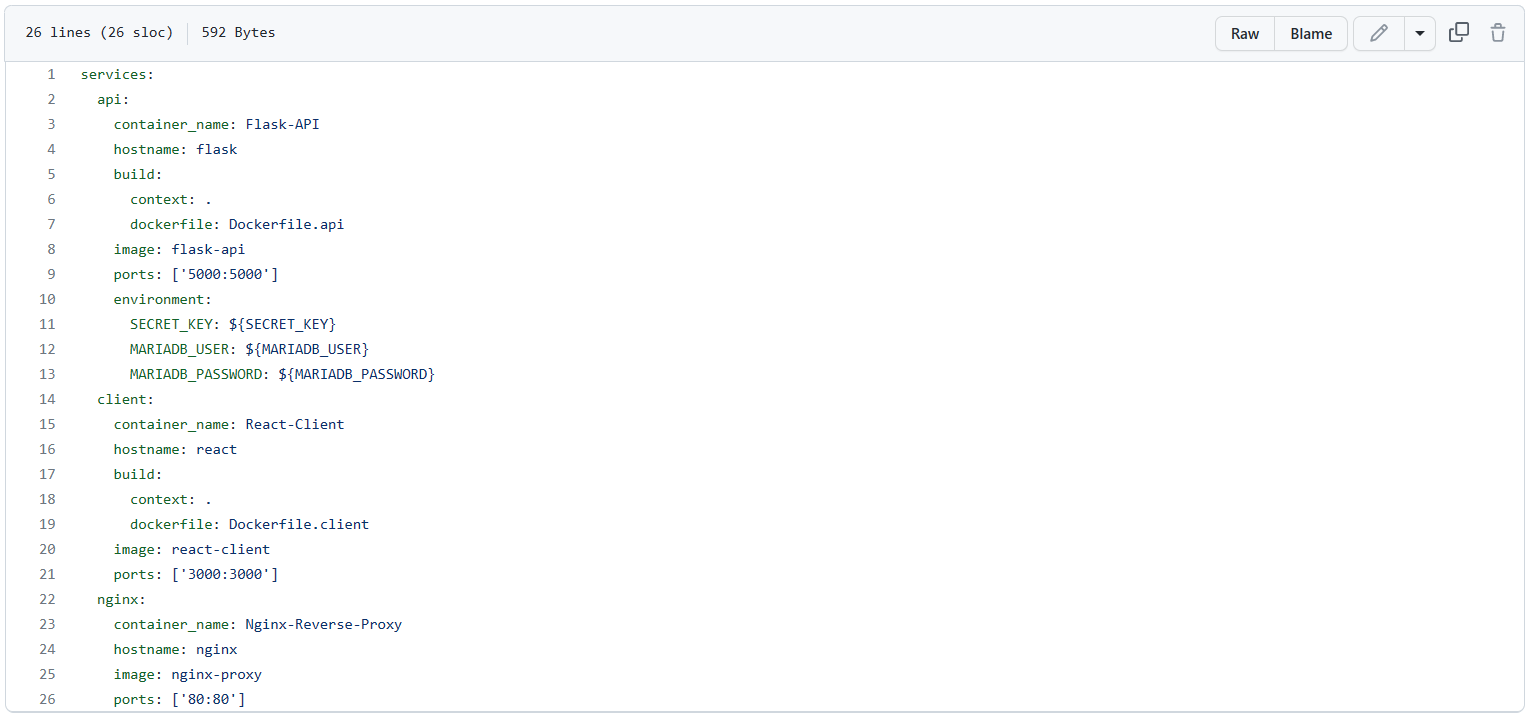 26 lines (26 sloc) 592 Bytes Raw Blame
1 services:
2   api:
3     container_name: Flask-API
4     hostname: flask
5     build:
6       context: .
7       dockerfile: Dockerfile.api
8     image: flask-api
9     ports: ['5000:5000']
10     environment:
11       SECRET_KEY: ${SECRET_KEY}
12       MARIADB_USER: ${MARIADB_USER}
13       MARIADB_PASSWORD: ${MARIADB_PASSWORD}
14   client:
15     container_name: React-Client
16     hostname: react
17     build:
18       context: .
19       dockerfile: Dockerfile.client
20     image: react-client
21     ports: ['3000:3000']
22   nginx:
23     container_name: Nginx-Reverse-Proxy
24     hostname: nginx
25     image: nginx-proxy
26     ports: ['80:80']